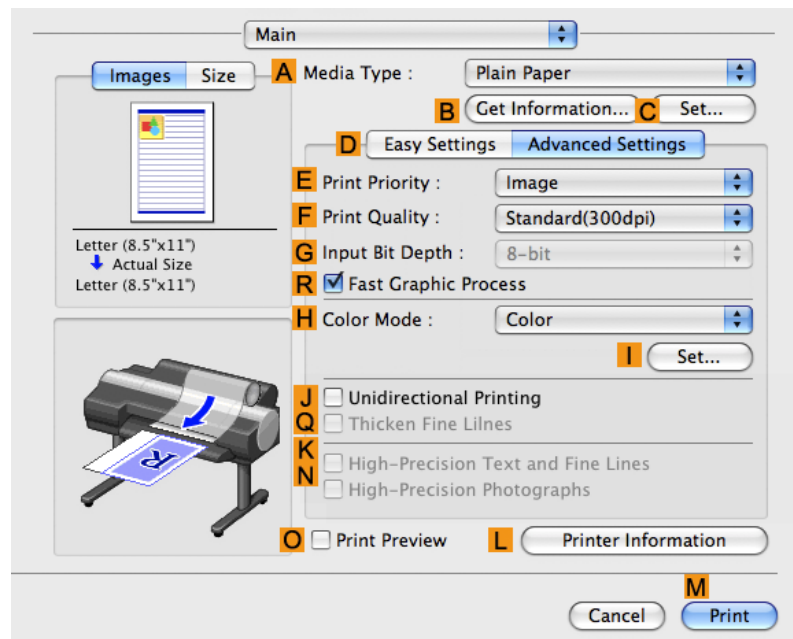 Main
Images Size A Media Type : Plain Paper
B Get Information... C Set...
D Easy Settings Advanced Settings
E Print Priority : Image
F Print Quality : Standard(300dpi)
Letter (8.5"x11")
Actual Size
Letter (8.5"x11")
G Input Bit Depth : 8-bit
R Fast Graphic Process
H Color Mode : Color
I Set...
J Unidirectional Printing
Q Thicken Fine Lilnes
K High-Precision Text and Fine Lines
N High-Precision Photographs
R
O Print Preview L Printer Information
M
Cancel Print